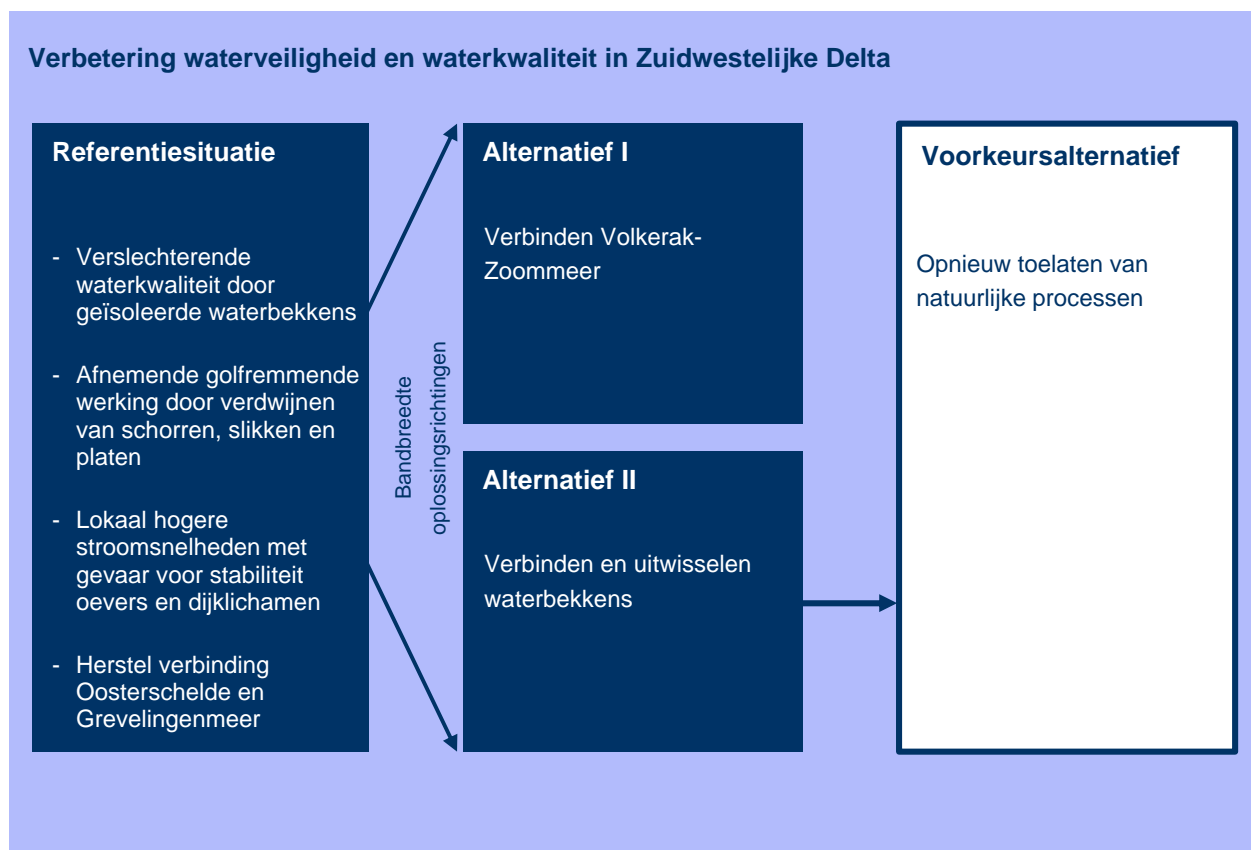 Verbetering waterveiligheid en waterkwaliteit in Zuidwestelijke Delta
Referentiesituatie
- Verslechterende
waterkwaliteit door
geïsoleerde waterbekkens
- Afnemende golfremmende
werking door verdwijnen
van schorren, slikken en
platen
- Lokaal hogere
stroomsnelheden met
gevaar voor stabiliteit
oevers en dijklichamen
- Herstel verbinding
Oosterschelde en
Grevelingenmeer
Bandbreedte
oplossingsrichtingen
Alternatief I
Verbinden Volkerak-
Zoommeer
Alternatief II
Verbinden en uitwisselen
waterbekkens
Voorkeursalternatief
Opnieuw toelaten van
natuurlijke processen